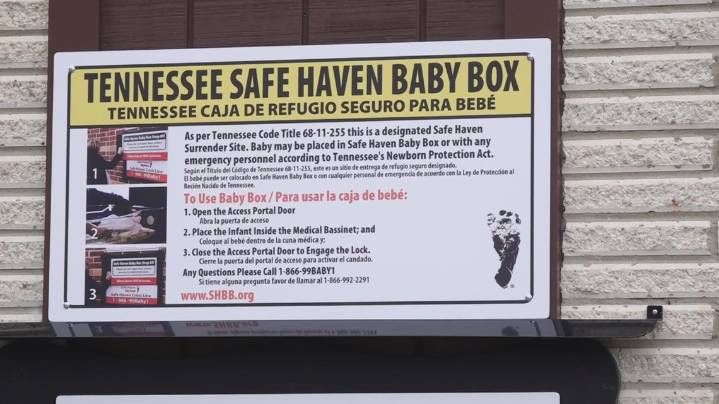 TENNESSEE SAFE HAVEN BABY BOX
TENNESSEE CAJA DE REFUGIO SEGURO PARA BEBÉ
As per Tennessee Code Title 68-11-255 this is a designated Safe Haven
Surrender Site. Baby may be placed in Safe Haven Baby Box or with any
emergency personnel according to Tennessee's Newborn Protection Act.
Según el Título del Código de Tennessee 68-11-255, este es un sitio de entrega de refugio seguro designado.
El bebé puede ser colocado en Safe Haven Baby Box o con cualquier personal de emergencia de acuerdo con la Ley de Protección al
Recién Nacido de Tennessee.
To Use Baby Box / Para usar la caja de bebé:
1. Open the Access Portal Door
Abra la puerta de acceso
2. Place the Infant Inside the Medical Bassinet; and
Coloque al bebé dentro de la cuna médica y;
3. Close the Access Portal Door to Engage the Lock.
Cierre la puerta del portal de acceso para activar el candado.
Any Questions Please Call 1-866-99BABY1
Si tiene alguna pregunta favor de llamar al 1-866-992-2291
www.SHBB.org
1
2
3